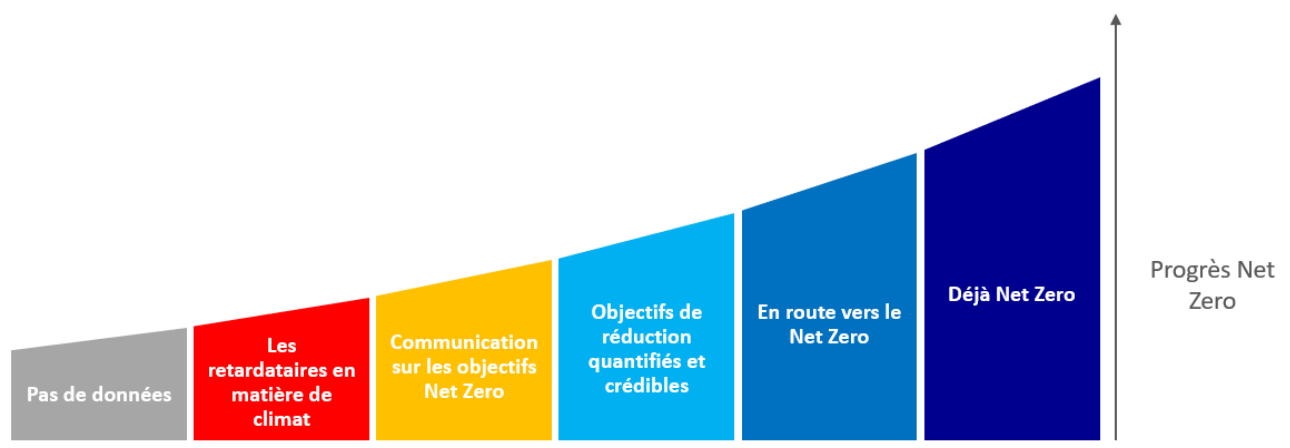 Pas de données
Les
retardataires en
matière de
climat
Communication
sur les objectifs
Net Zero
Objectifs de
réduction
quantifiés et
crédibles
En route vers le
Net Zero
Déjà Net Zero
Progrès Net
Zero